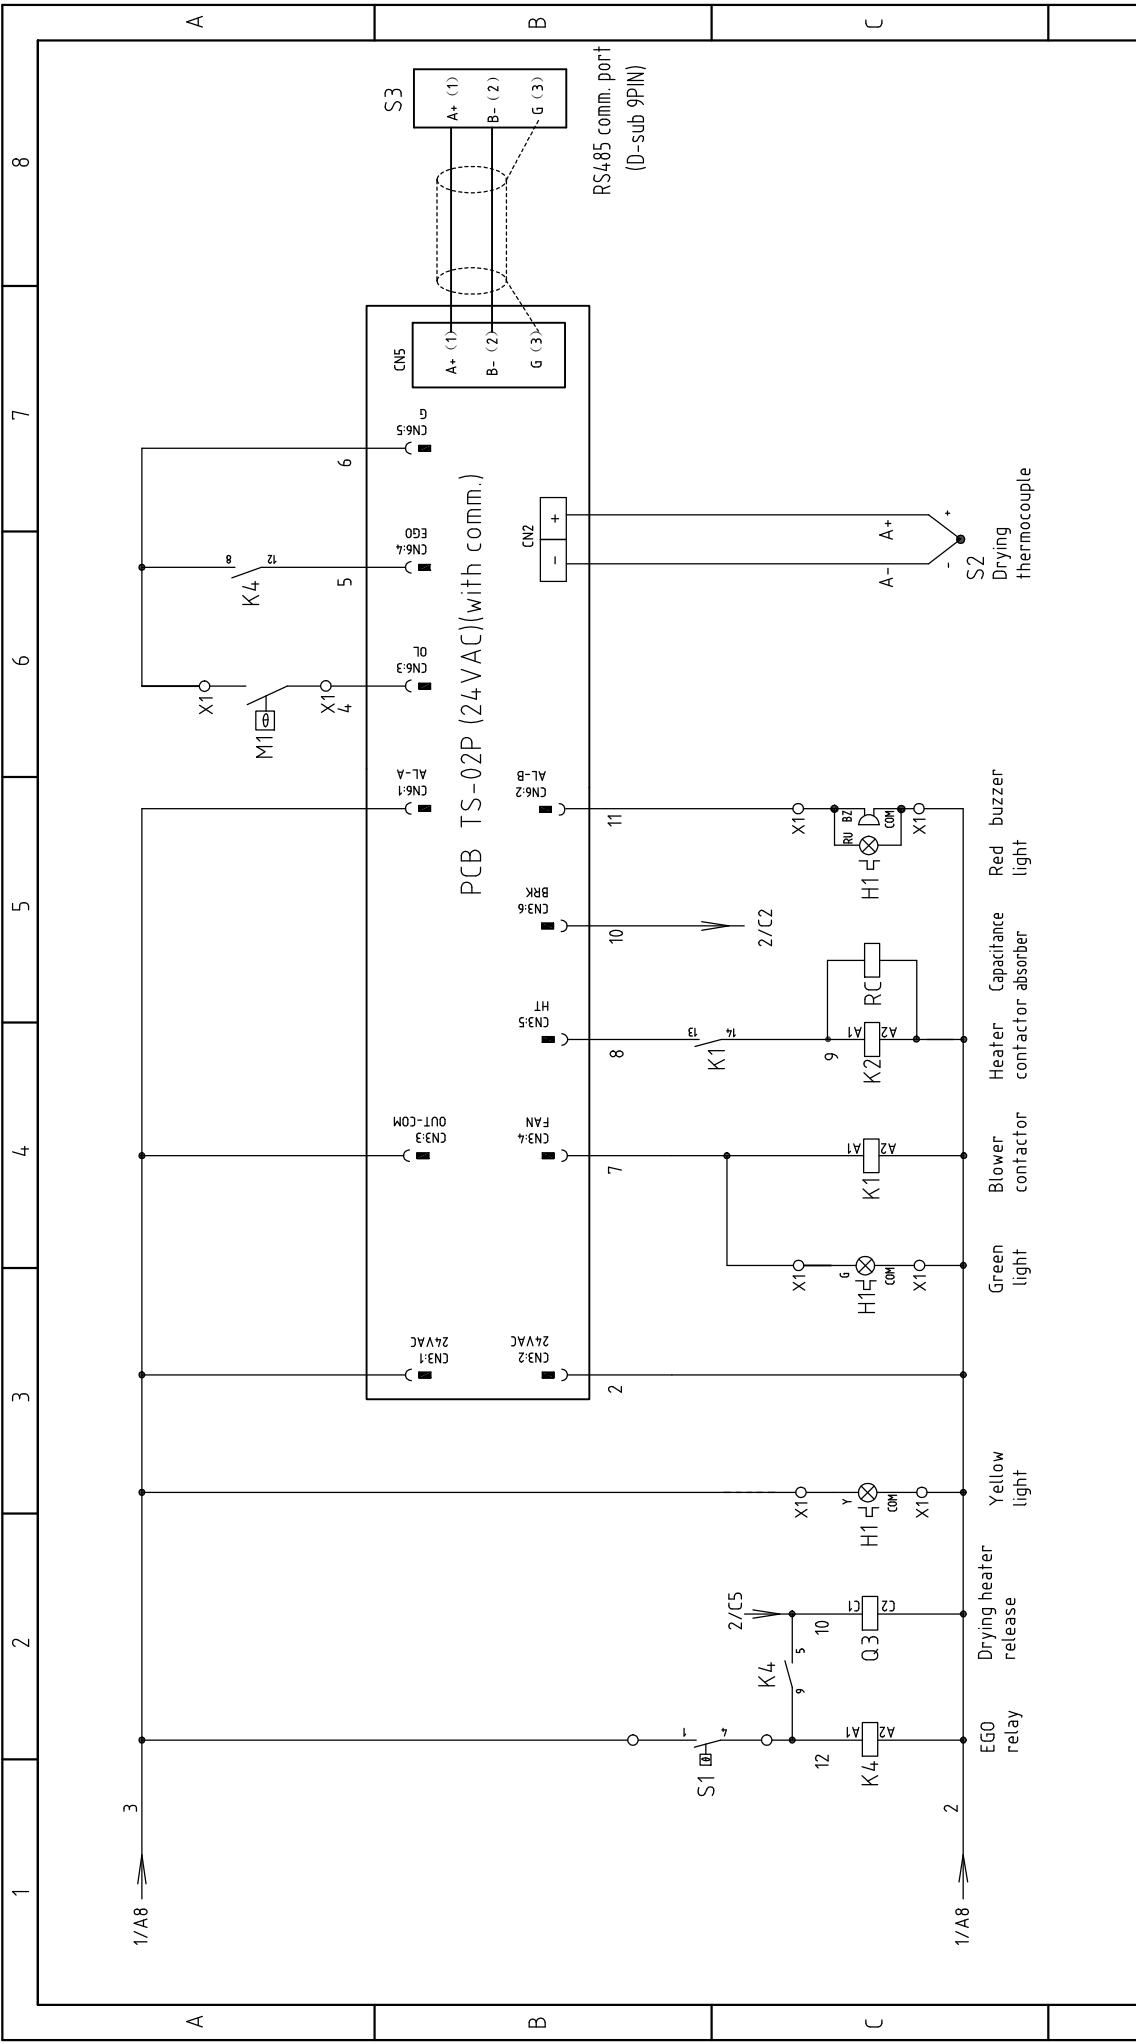 1
2
3
4
5
6
7
8
A
A
B
B
C
C
1/A8
3
1/A8
2
S1
1
4
12
K4
A1
A2
EGO
relay
K4
9
5
2/C5
10
Q3
C1
C2
Drying heater
release
X1
Y
H1
COM
X1
Yellow
light
CN3:1
24VAC
CN3:2
24VAC
2
X1
G
H1
COM
X1
Green
light
CN3:3
OUT-COM
CN3:4
FAN
7
K1
A1
A2
Blower
contactor
CN3:5
HT
8
K1
13
14
9
K2
A1
A2
Heater
contactor
RC
Capacitance
absorber
CN3:6
BRK
10
2/C2
CN6:1
AL-A
CN6:2
AL-B
11
X1
RU
BZ
H1
COM
X1
Red buzzer
light
PCB TS-02P (24VAC)(with comm.)
X1
M1
θ
X1
4
CN6:3
OL
K4
8
12
5
CN6:4
EGO
6
CN6:5
G
CN2
-
+
A-
A+
-
+
S2
Drying
thermocouple
CN5
A+ (1)
B- (2)
G (3)
S3
A+ (1)
B- (2)
G (3)
RS485 comm. port
(D-sub 9PIN)